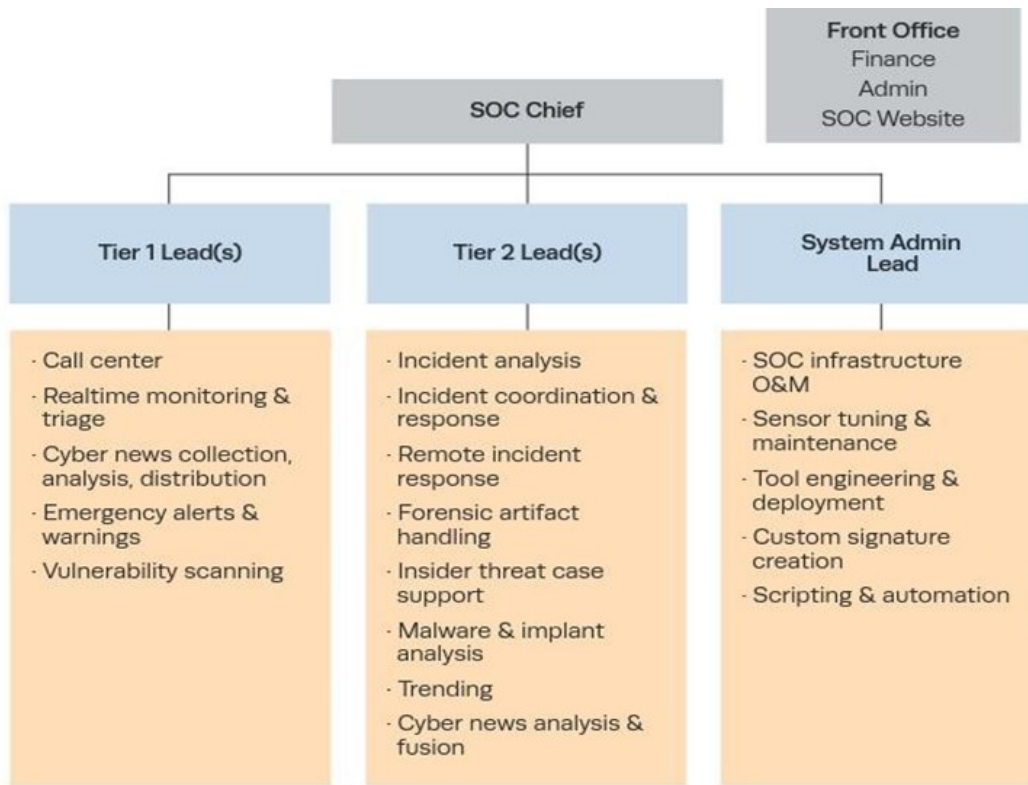 Front Office
Finance
Admin
SOC Website
SOC Chief
Tier 1 Lead(s)
Tier 2 Lead(s)
System Admin
Lead
· Call center
· Realtime monitoring &
triage
· Cyber news collection,
analysis, distribution
· Emergency alerts &
warnings
· Vulnerability scanning
· Incident analysis
· Incident coordination &
response
· Remote incident
response
· Forensic artifact
handling
· Insider threat case
support
· Malware & implant
analysis
· Trending
· Cyber news analysis &
fusion
· SOC infrastructure
O&M
· Sensor tuning &
maintenance
· Tool engineering &
deployment
· Custom signature
creation
· Scripting & automation